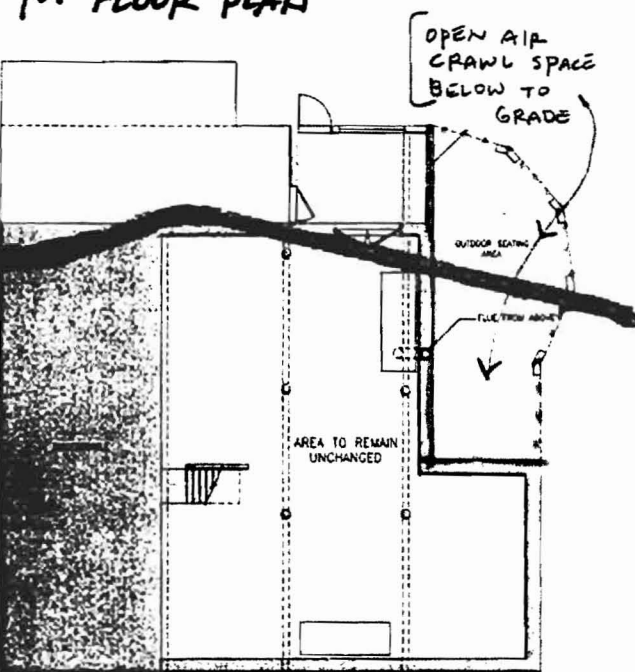 1ST FLOOR PLAN
OPEN AIR
CRAWL SPACE
BELOW TO
GRADE
OUTDOOR SEATING
AREA
FLUE FROM ABOVE
AREA TO REMAIN
UNCHANGED